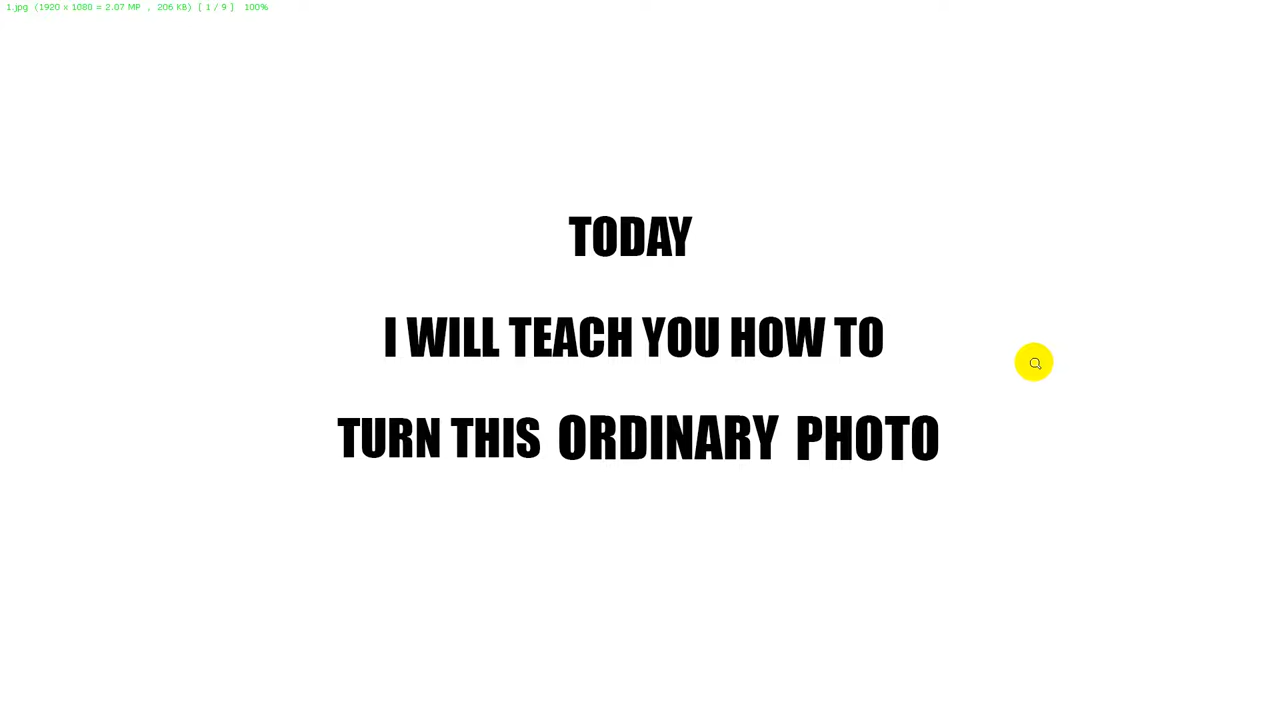 1.jpg (1920 x 1080 = 2.07 MP , 206 KB) [ 1 / 9 ] 100%
TODAY
I WILL TEACH YOU HOW TO
TURN THIS ORDINARY PHOTO